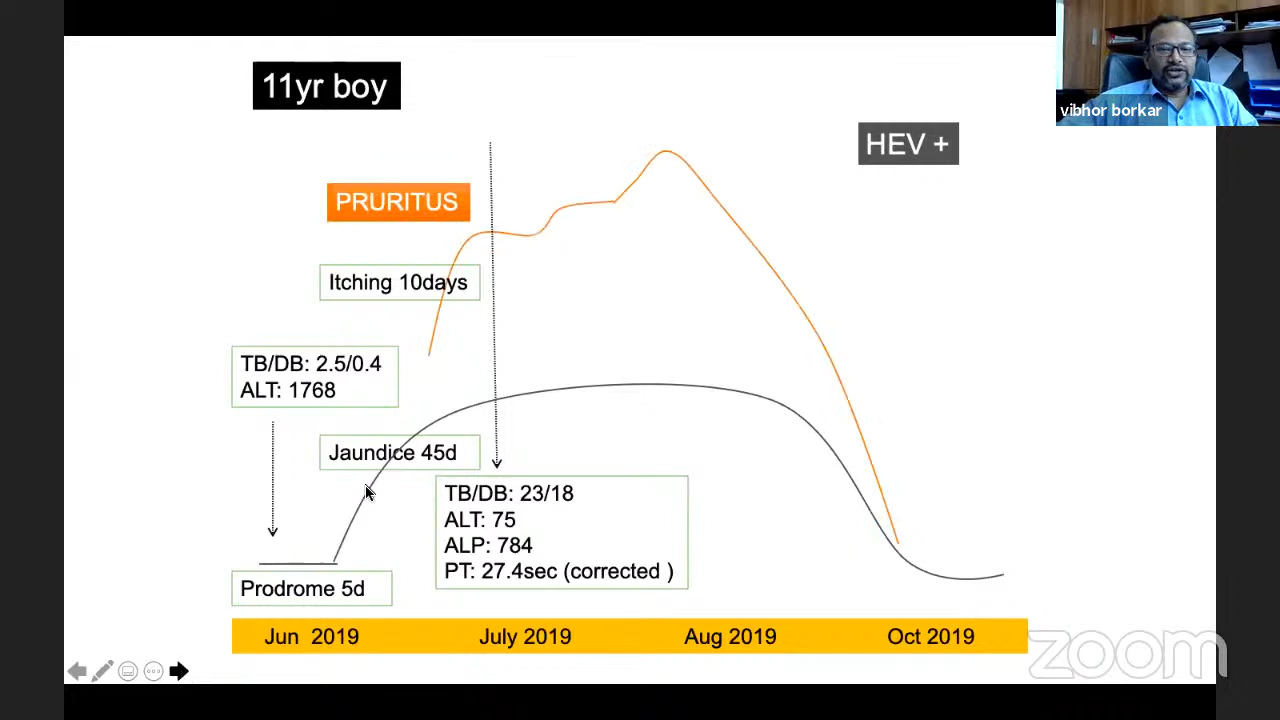 11yr boy
vibhor borkar
HEV +
PRURITUS
Itching 10days
TB/DB: 2.5/0.4
ALT: 1768
Jaundice 45d
TB/DB: 23/18
ALT: 75
ALP: 784
PT: 27.4sec (corrected )
Prodrome 5d
Jun 2019
July 2019
Aug 2019
Oct 2019
zoom